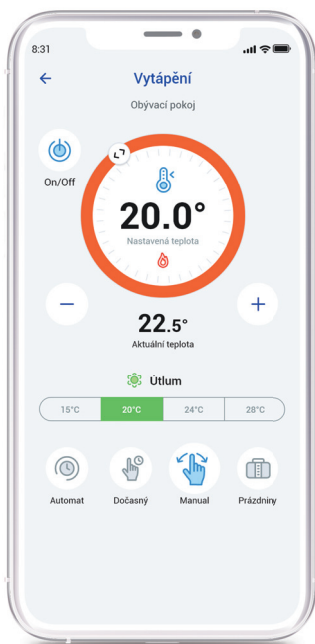 8:31
Vytápění
Obývací pokoj
On/Off
20.0°
Nastavená teplota
22.5°
Aktuální teplota
Útlum
15°C 20°C 24°C 28°C
Automat Dočasný Manual Prázdniny